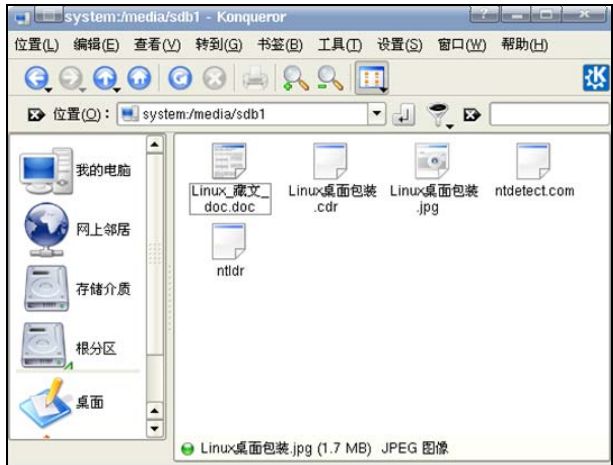 system:/media/sdb1 - Konqueror
位置(L) 编辑(E) 查看(V) 转到(G) 书签(B) 工具(T) 设置(S) 窗口(W) 帮助(H)
位置(O): system:/media/sdb1
我的电脑
网上邻居
存储介质
根分区
桌面
Linux_藏文_
doc.doc
Linux桌面包装
.cdr
Linux桌面包装
.jpg
ntdetect.com
ntldr
Linux桌面包装.jpg (1.7 MB) JPEG 图像